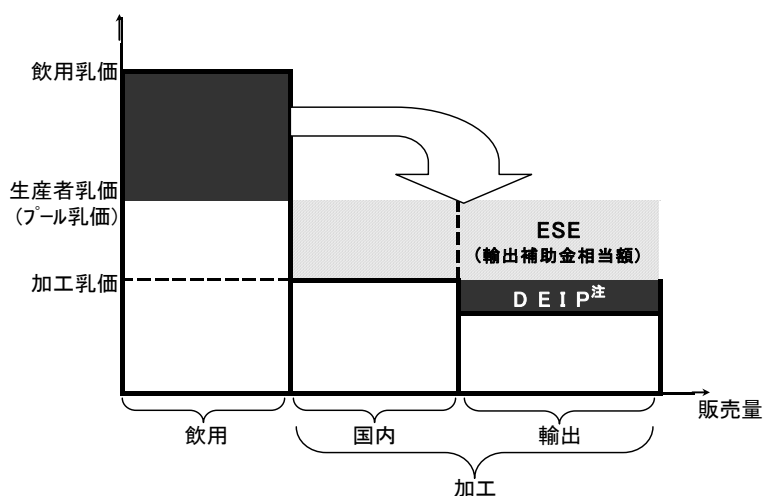 飲用乳価
生産者乳価
(プール乳価)
加工乳価
ESE
(輸出補助金相当額)
DEIP注
販売量
飲用
国内
輸出
加工